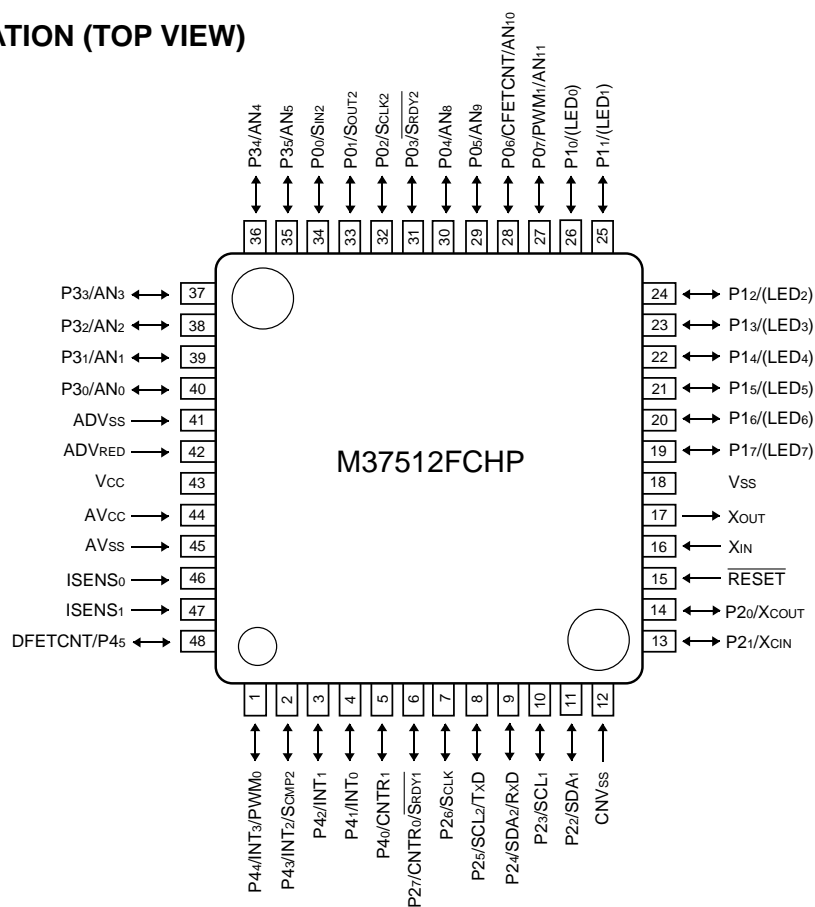 ATION (TOP VIEW)
P34/AN4
P35/AN5
P00/SIN2
P01/SOUT2
P02/SCLK2
P03/SRDY2
P04/AN8
P05/AN9
P06/CFETCNT/AN10
P07/PWM1/AN11
P10/(LED0)
P11/(LED1)
36
35
34
33
32
31
30
29
28
27
26
25
P33/AN3 37
P32/AN2 38
P31/AN1 39
P30/AN0 40
ADVSS 41
ADVRED 42
VCC 43
AVCC 44
AVSS 45
ISENS0 46
ISENS1 47
DFETCNT/P45 48
M37512FCHP
24 P12/(LED2)
23 P13/(LED3)
22 P14/(LED4)
21 P15/(LED5)
20 P16/(LED6)
19 P17/(LED7)
18 VSS
17 XOUT
16 XIN
15 RESET
14 P20/XCOUT
13 P21/XCIN
1
2
3
4
5
6
7
8
9
10
11
12
P44/INT3/PWM0
P43/INT2/SCMP2
P42/INT1
P41/INT0
P40/CNTR1
P27/CNTR0/SRDY1
P26/SCLK
P25/SCL2/TxD
P24/SDA2/RxD
P23/SCL1
P22/SDA1
CNVSS